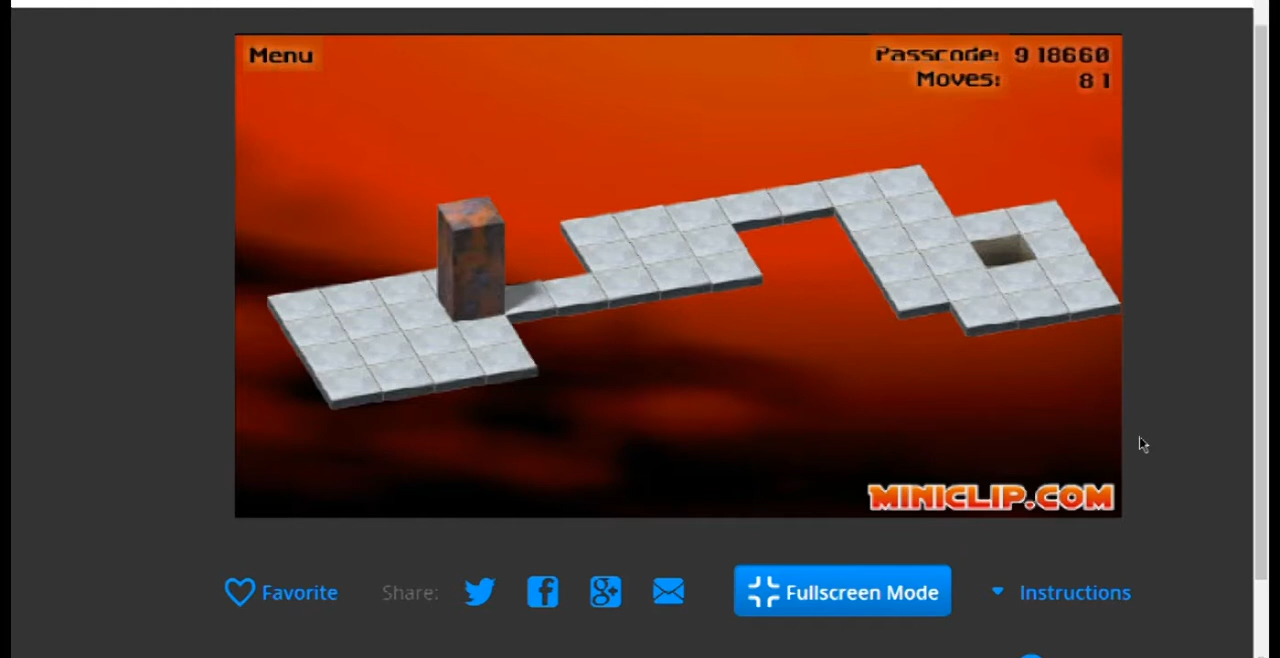 Menu
Passcode: 918660
Moves: 81
MINICLIP.COM
Favorite
Share:
Fullscreen Mode
Instructions